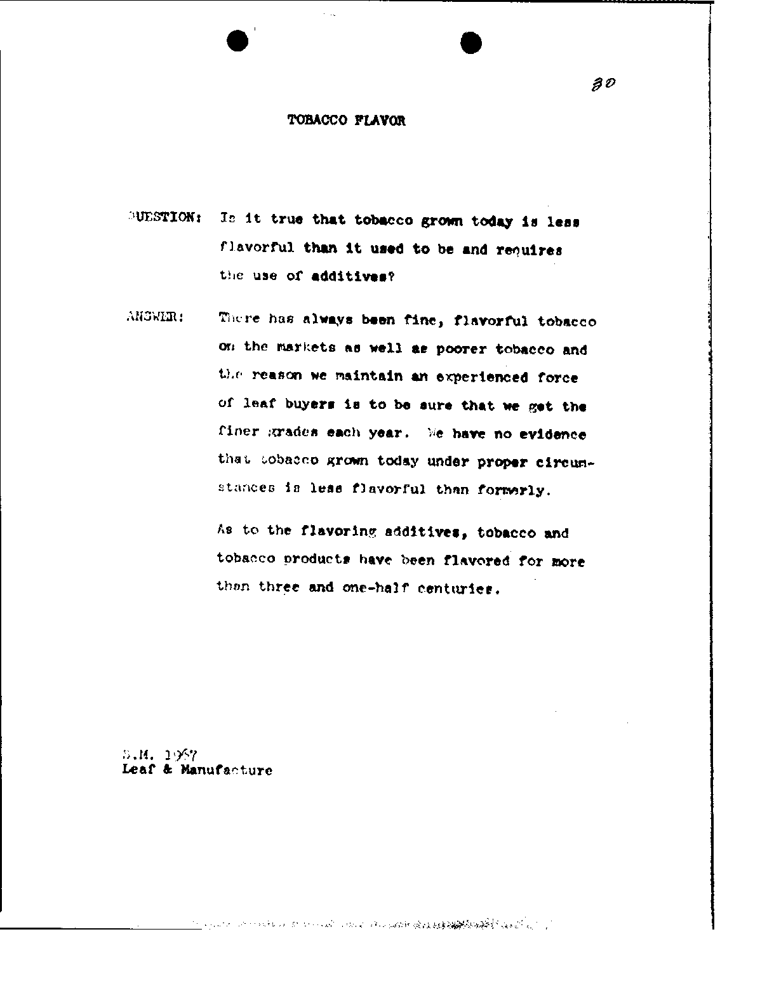 30
TOBACCO FLAVOR
QUESTION: Is it true that tobacco grown today is less
flavorful than it used to be and requires
the use of additives?
ANSWER: There has always been fine, flavorful tobacco
on the markets as well as poorer tobacco and
the reason we maintain an experienced force
of leaf buyers is to be sure that we get the
finer grades each year. We have no evidence
that tobacco grown today under proper circum-
stances is less flavorful than formerly.
As to the flavoring additives, tobacco and
tobacco products have been flavored for more
than three and one-half centuries.
S.M. 1967
Leaf & Manufacture